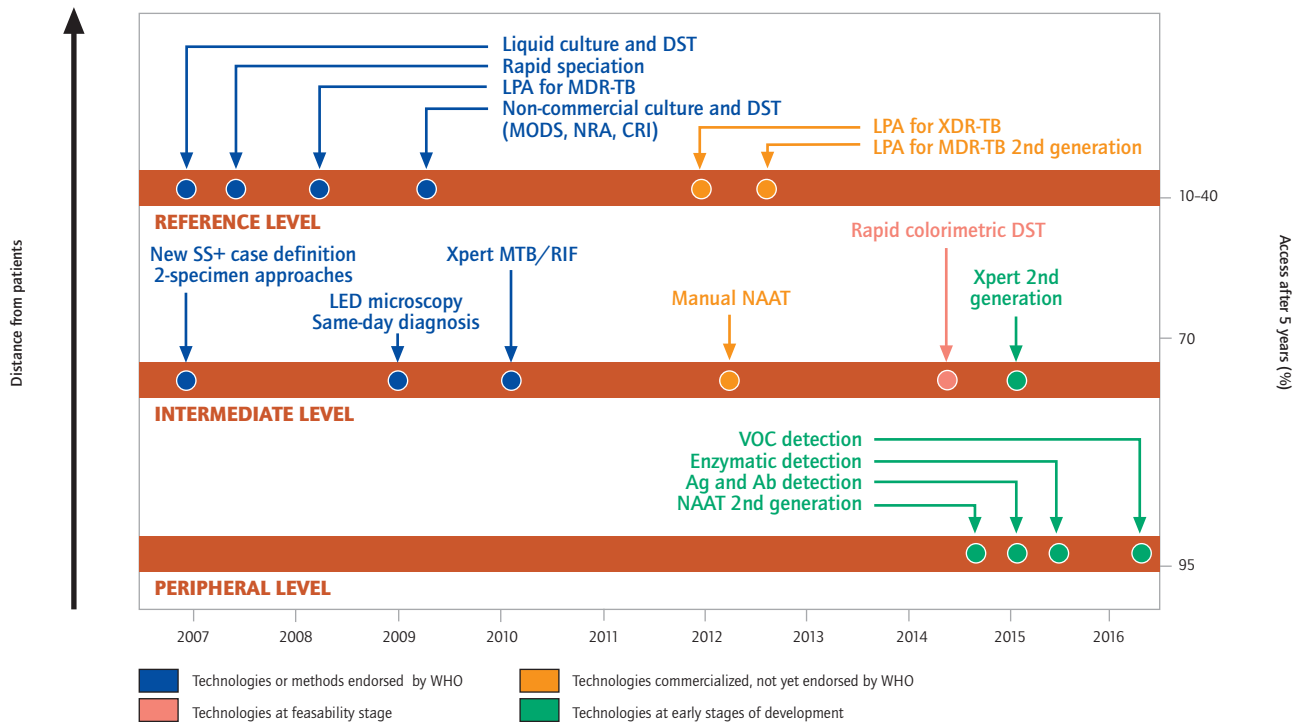 Liquid culture and DST
Rapid speciation
LPA for MDR-TB
Non-commercial culture and DST
(MODS, NRA, CRI)
LPA for XDR-TB
LPA for MDR-TB 2nd generation
10-40
REFERENCE LEVEL
New SS+ case definition
2-specimen approaches
LED microscopy
Same-day diagnosis
Xpert MTB/RIF
Manual NAAT
Rapid colorimetric DST
Xpert 2nd
generation
Distance from patients
Access after 5 years (%)
70
INTERMEDIATE LEVEL
VOC detection
Enzymatic detection
Ag and Ab detection
NAAT 2nd generation
95
PERIPHERAL LEVEL
2007 2008 2009 2010 2011 2012 2013 2014 2015 2016
Technologies or methods endorsed by WHO
Technologies commercialized, not yet endorsed by WHO
Technologies at feasability stage
Technologies at early stages of development